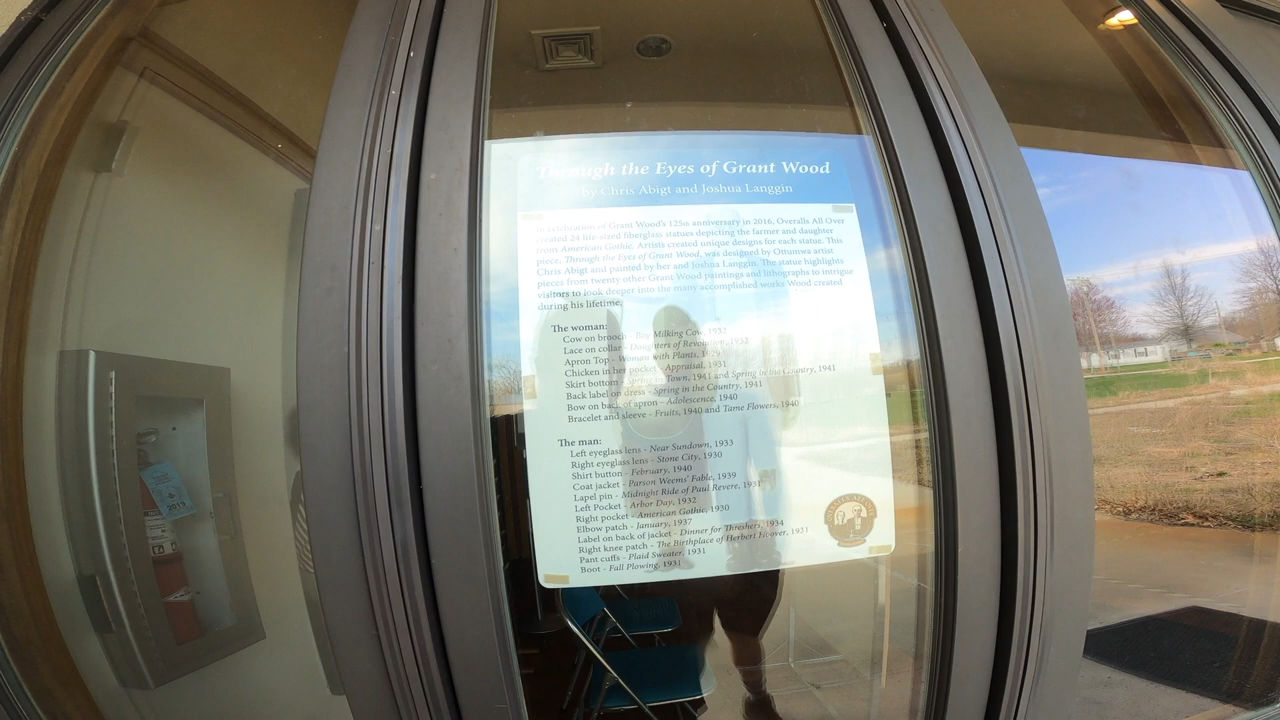 Through the Eyes of Grant Wood
by Chris Abigt and Joshua Langgin
In celebration of Grant Wood's 125th anniversary in 2016, Overalls All Over
created 24 life-sized fiberglass statues depicting the farmer and daughter
from American Gothic. Artists created unique designs for each statue. This
piece, Through the Eyes of Grant Wood, was designed by Ottumwa artist
Chris Abigt and painted by her and Joshua Langgin. The statue highlights
pieces from twenty other Grant Wood paintings and lithographs to intrigue
visitors to look deeper into the many accomplished works Wood created
during his lifetime.
The woman:
Cow on brooch - Boy Milking Cow, 1932
Lace on collar - Daughters of Revolution, 1932
Apron Top - Woman with Plants, 1929
Chicken in her pocket - Appraisal, 1931
Skirt bottom - Spring in Town, 1941 and Spring in the Country, 1941
Back label on dress - Spring in the Country, 1941
Bow on back of apron - Adolescence, 1940
Bracelet and sleeve - Fruits, 1940 and Tame Flowers, 1940
The man:
Left eyeglass lens - Near Sundown, 1933
Right eyeglass lens - Stone City, 1930
Shirt button - February, 1940
Coat jacket - Parson Weems' Fable, 1939
Lapel pin - Midnight Ride of Paul Revere, 1931
Left Pocket - Arbor Day, 1932
Right pocket - American Gothic, 1930
Elbow patch - January, 1937
Label on back of jacket - Dinner for Threshers, 1934
Right knee patch - The Birthplace of Herbert Hoover, 1931
Pant cuffs - Plaid Sweater, 1931
Boot - Fall Plowing, 1931
2019